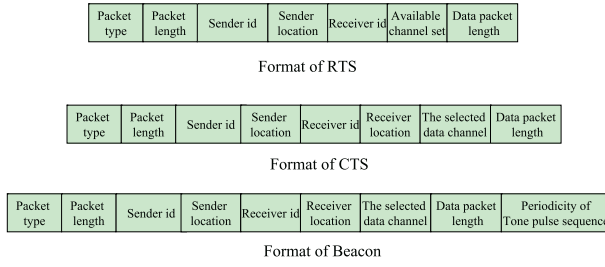 Packet type Packet length Sender id Sender location Receiver id Available channel set Data packet length
Format of RTS
Packet type Packet length Sender id Sender location Receiver id Receiver location The selected data channel Data packet length
Format of CTS
Packet type Packet length Sender id Sender location Receiver id Receiver location The selected data channel Data packet length Periodicity of Tone pulse sequence
Format of Beacon